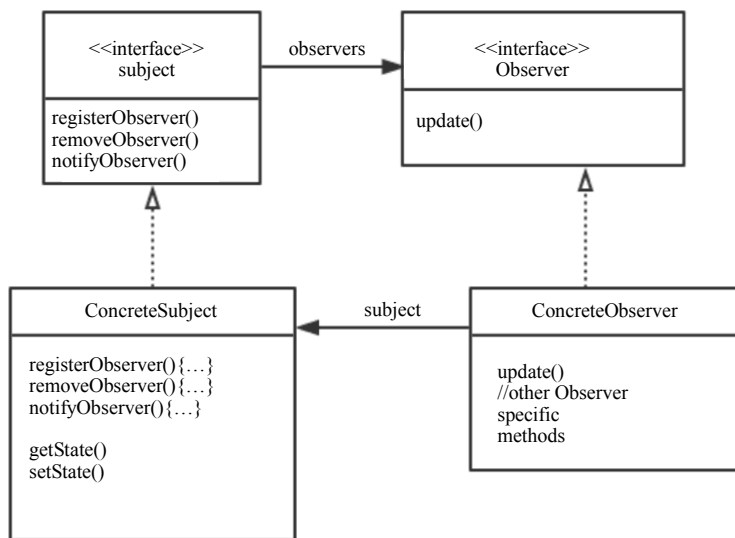 <<interface>>
subject
registerObserver()
removeObserver()
notifyObserver()
observers
<<interface>>
Observer
update()
ConcreteSubject
registerObserver(){…}
removeObserver(){…}
notifyObserver(){…}
getState()
setState()
subject
ConcreteObserver
update()
//other Observer
specific
methods